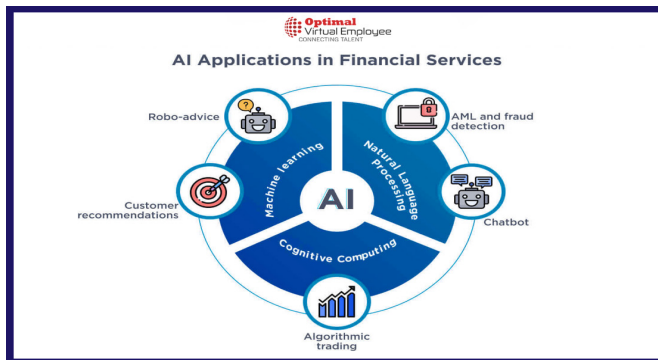 Optimal
Virtual Employee
CONNECTING TALENT
AI Applications in Financial Services
Robo-advice
?
AML and fraud
detection
Machine learning
Natural Language
Processing
Customer
recommendations
AI
Chatbot
Cognitive Computing
Algorithmic
trading